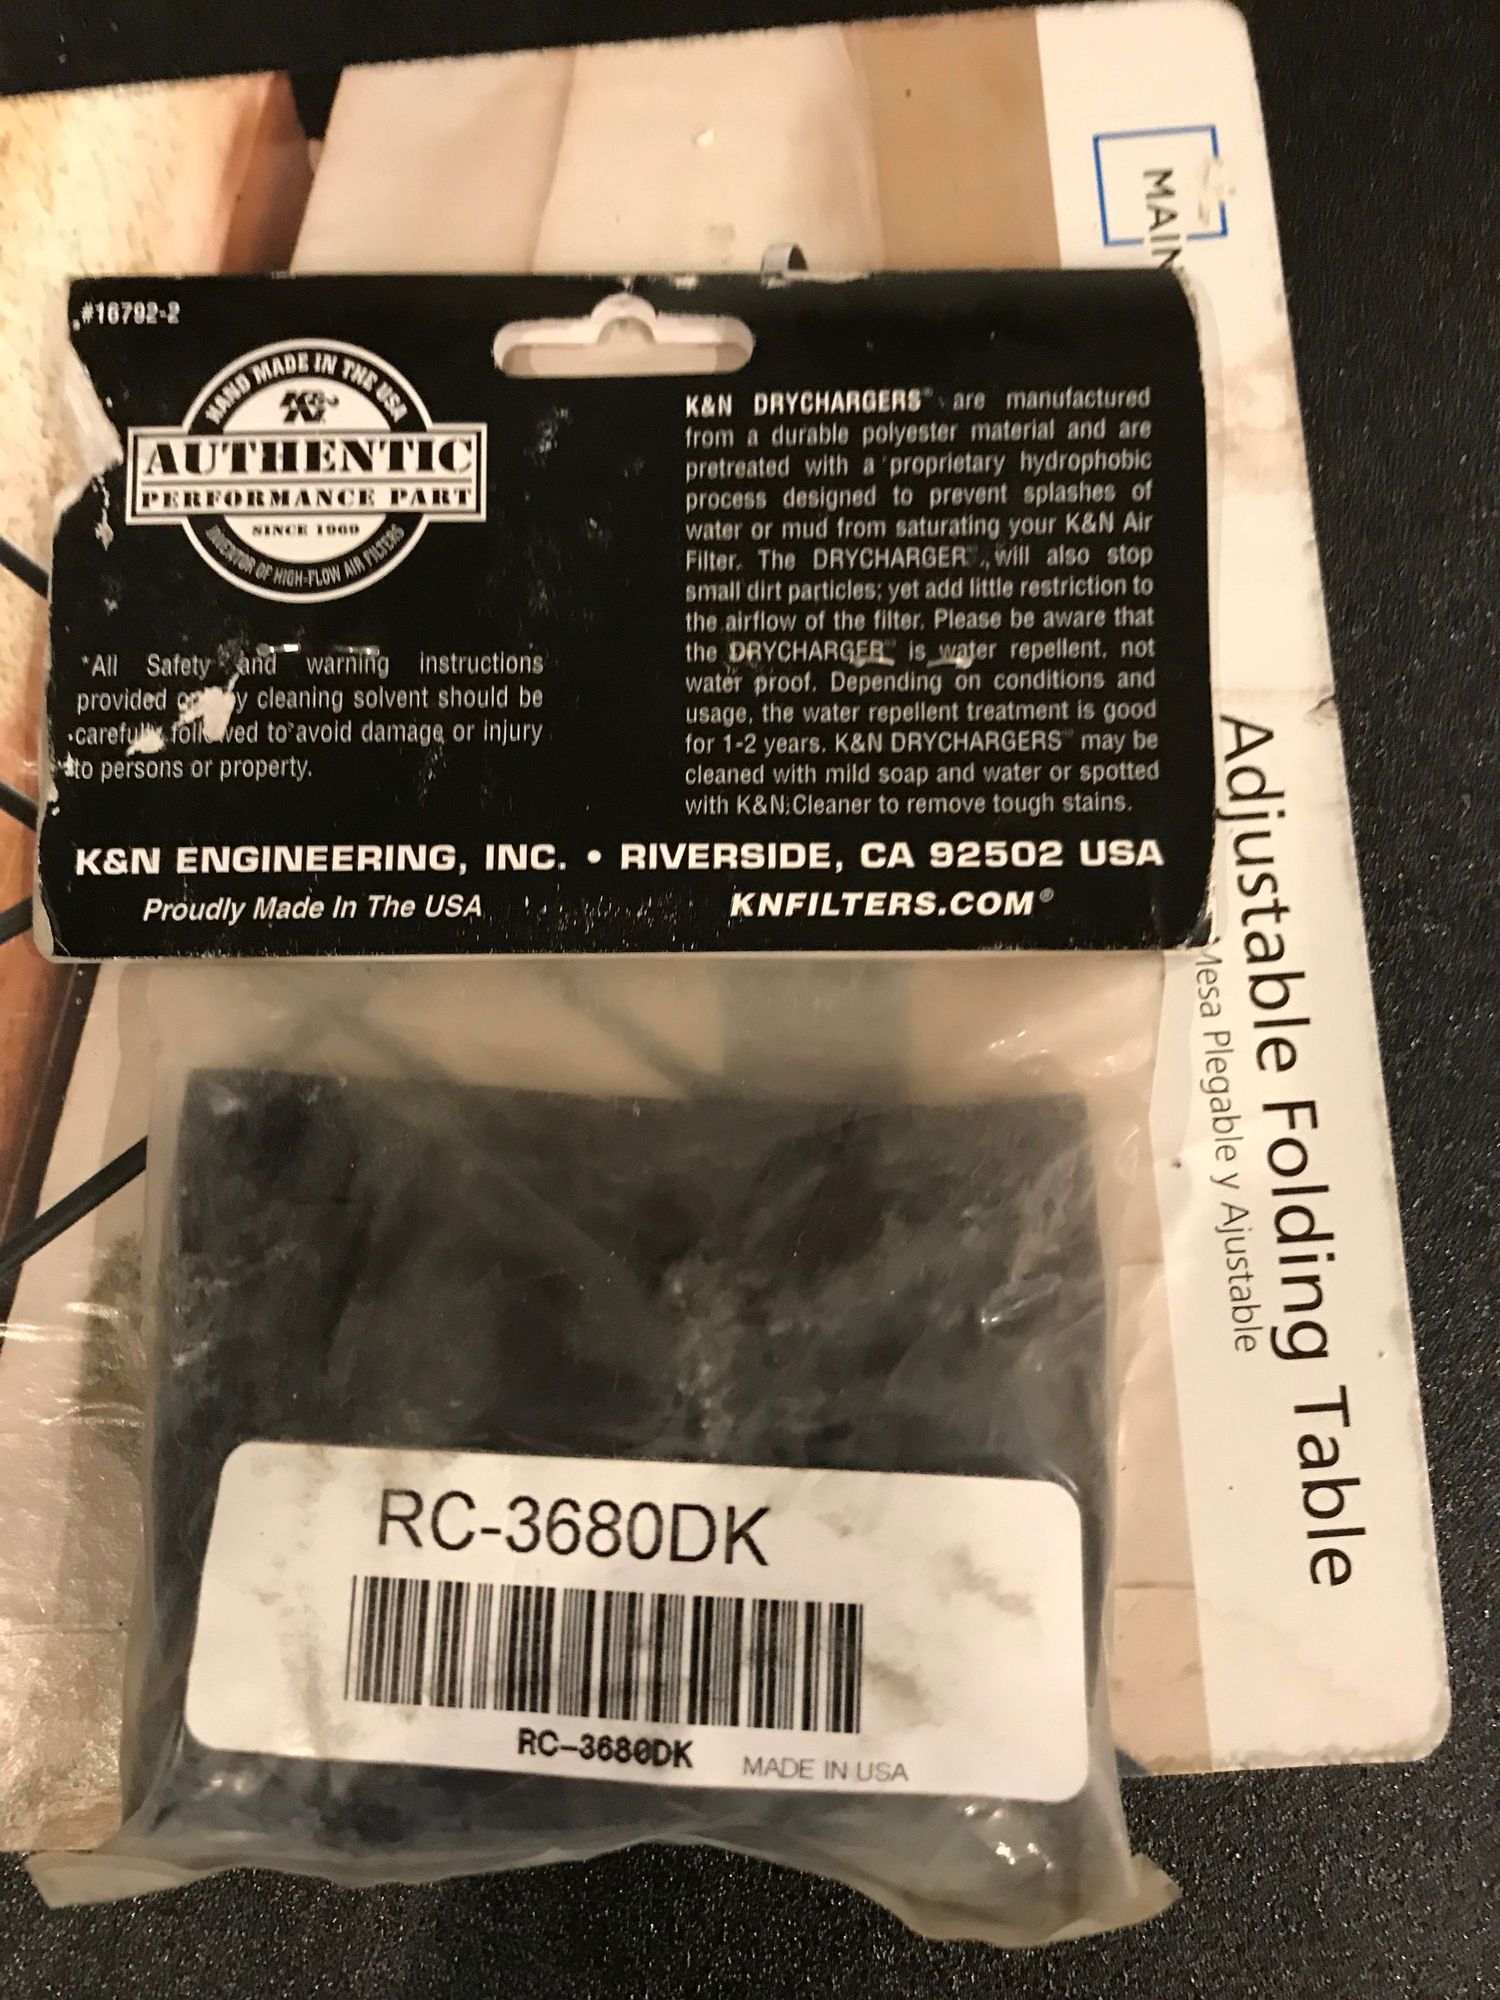 #16792-2
HAND MADE IN THE USA
K&N
AUTHENTIC
PERFORMANCE PART
SINCE 1969
INVENTOR OF HIGH-FLOW AIR FILTERS
*All Safety and warning instructions
provided cleaning solvent should be
carefully followed to avoid damage or injury
to persons or property.
K&N DRYCHARGERS™ are manufactured
from a durable polyester material and are
pretreated with a proprietary hydrophobic
process designed to prevent splashes of
water or mud from saturating your K&N Air
Filter. The DRYCHARGER™, will also stop
small dirt particles; yet add little restriction to
the airflow of the filter. Please be aware that
the DRYCHARGER™ is water repellent, not
water proof. Depending on conditions and
usage, the water repellent treatment is good
for 1-2 years. K&N DRYCHARGERS™ may be
cleaned with mild soap and water or spotted
with K&N Cleaner to remove tough stains.
K&N ENGINEERING, INC. • RIVERSIDE, CA 92502 USA
Proudly Made In The USA
KNFILTERS.COM®
RC-3680DK
RC-3680DK
MADE IN USA
MAIN
Adjustable Folding Table
Mesa Plegable y Ajustable